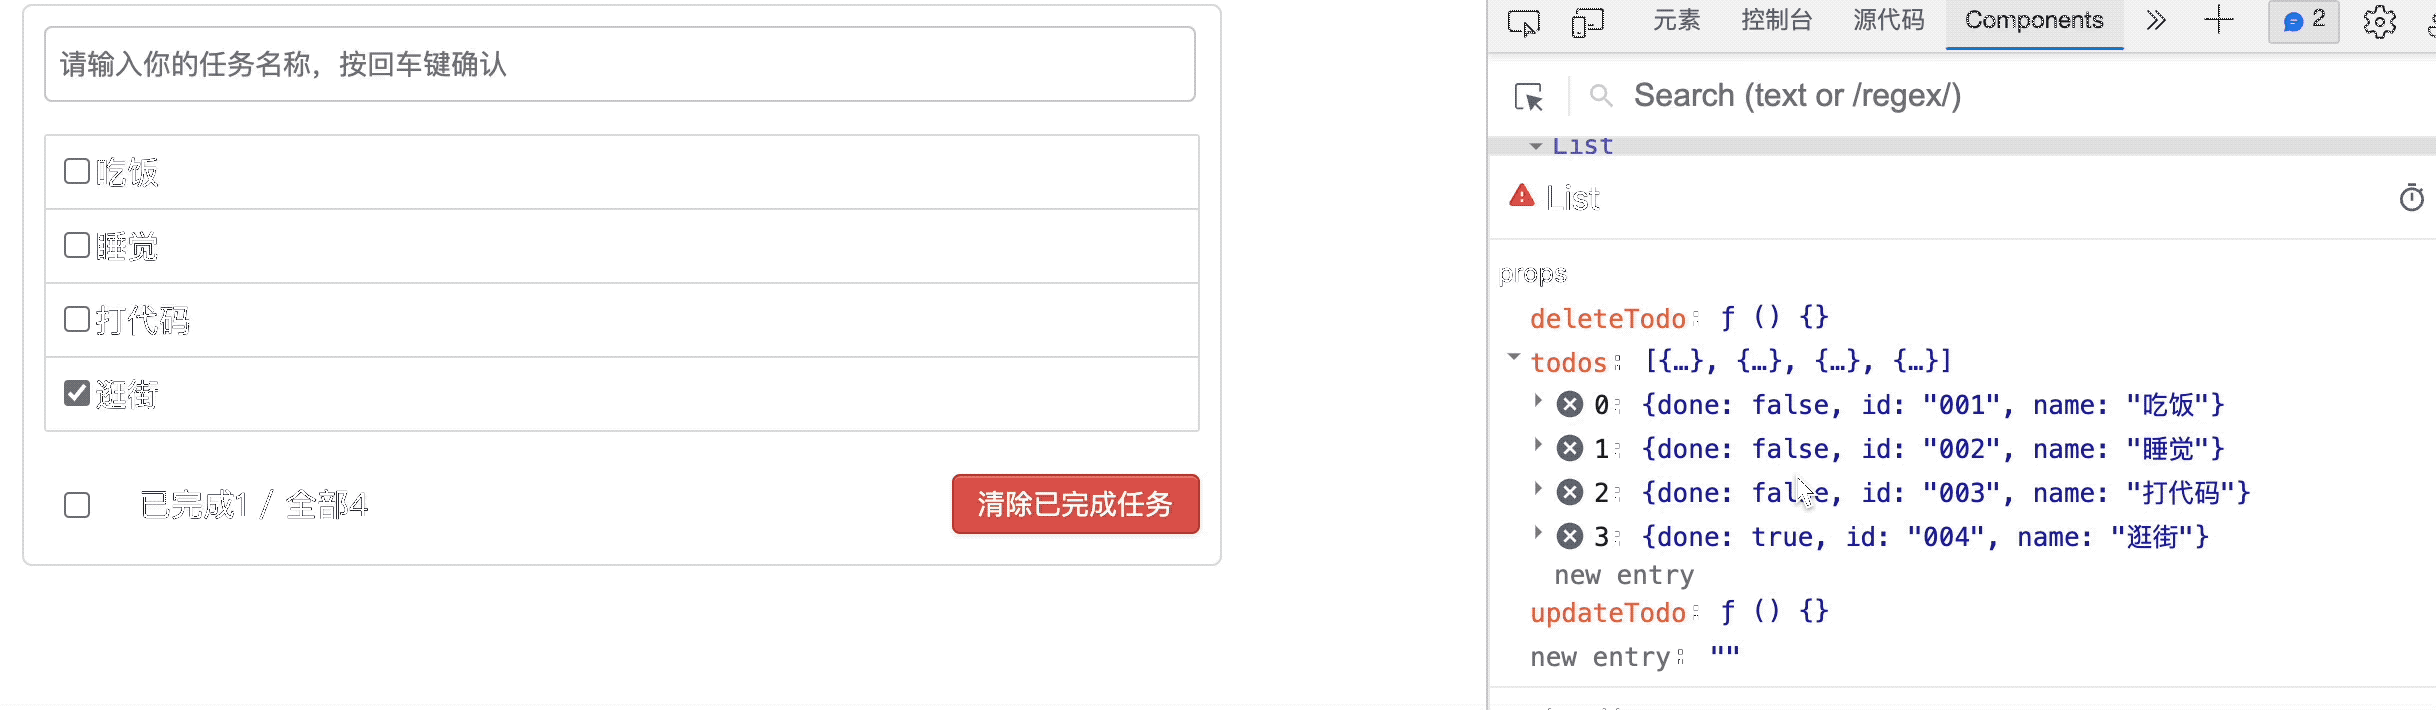 请输入你的任务名称，按回车键确认
吃饭
睡觉
打代码
逛街
已完成1 / 全部4
清除已完成任务
元素 控制台 源代码 Components 2
Search (text or /regex/)
List
List
props
deleteTodo: ƒ () {}
todos: [{…}, {…}, {…}, {…}]
0: {done: false, id: "001", name: "吃饭"}
1: {done: false, id: "002", name: "睡觉"}
2: {done: false, id: "003", name: "打代码"}
3: {done: true, id: "004", name: "逛街"}
new entry
updateTodo: ƒ () {}
new entry: ""